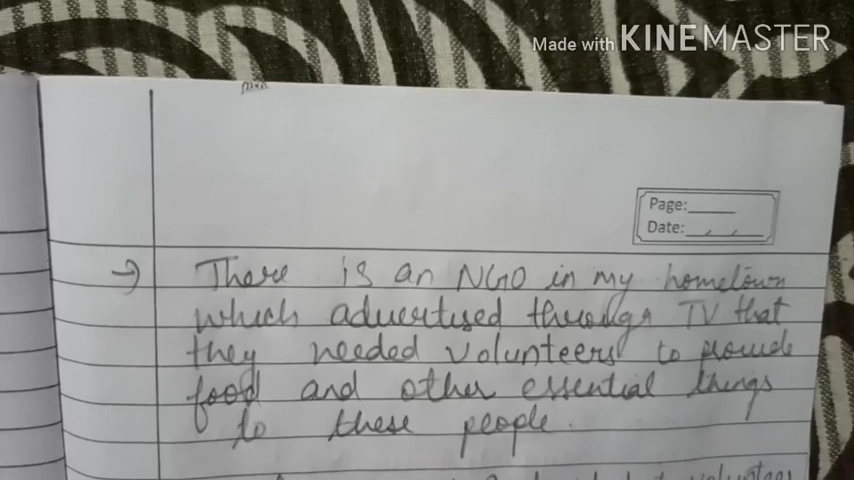 Made with KINEMASTER
Page:
Date:
→ There is an NGO in my hometown
which advertised through TV that
they needed volunteers to provide
food and other essential things
to these people.
volunteer